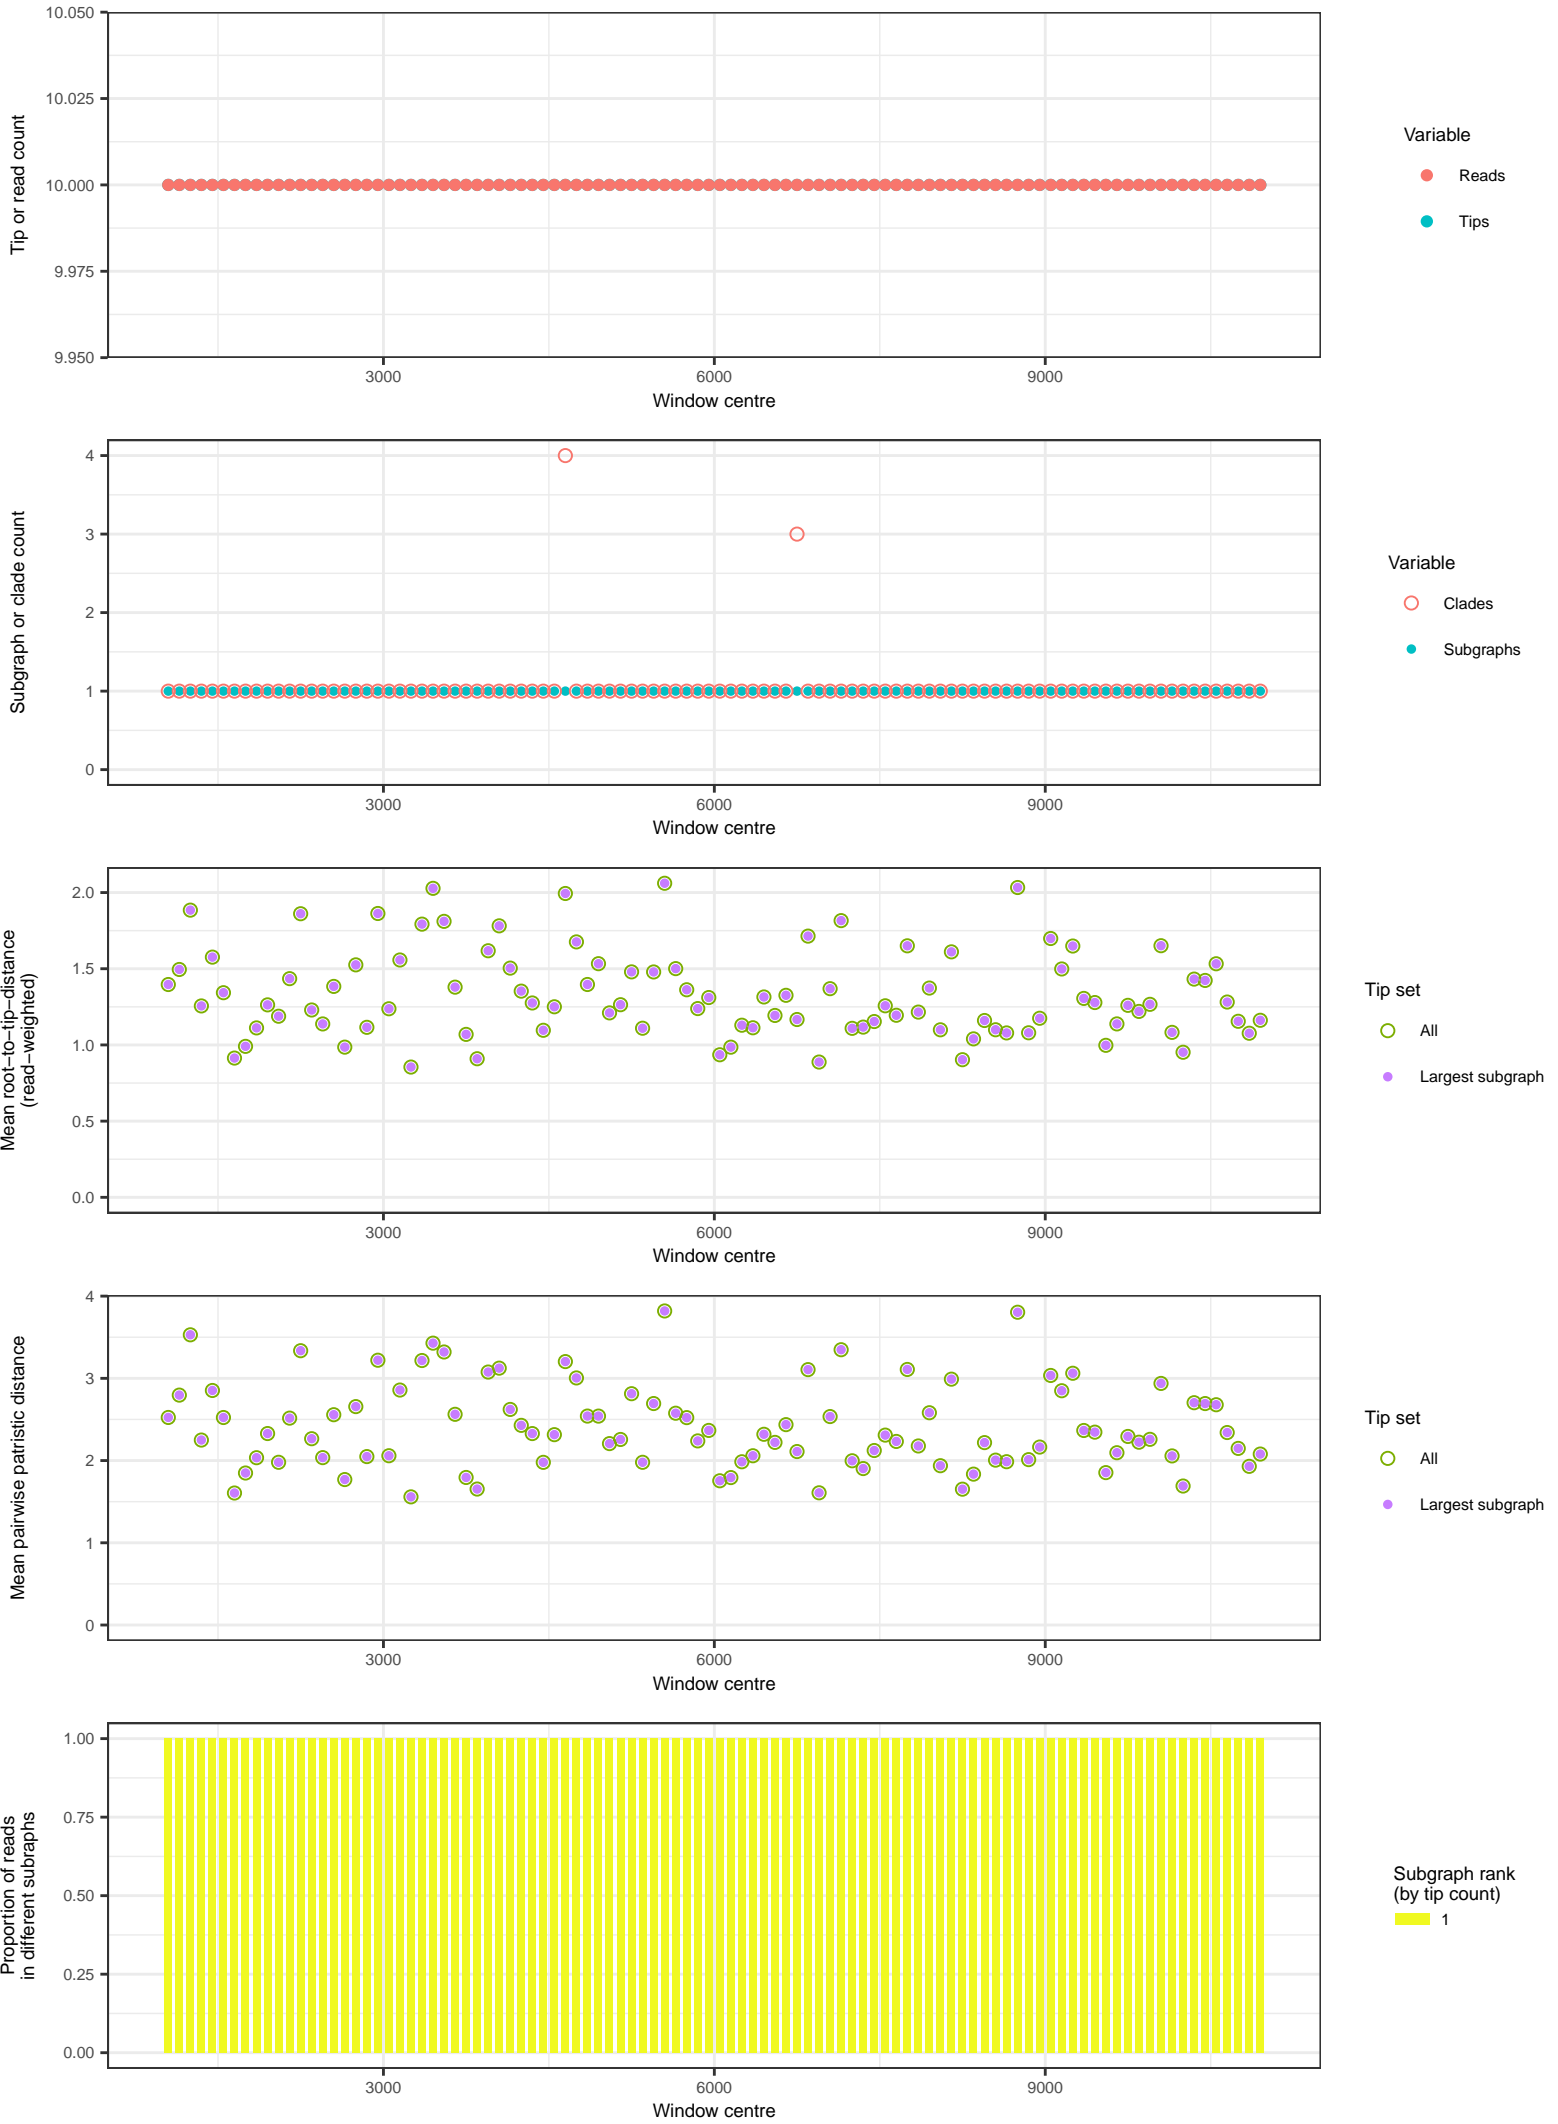 10.050
10.025
10.000
9.975
9.950
Tip or read count
3000
6000
9000
Window centre
Variable
Reads
Tips
4
3
2
1
0
Subgraph or clade count
3000
6000
9000
Window centre
Variable
Clades
Subgraphs
2.0
1.5
1.0
0.5
0.0
Mean root−to−tip−distance
(read−weighted)
3000
6000
9000
Window centre
Tip set
All
Largest subgraph
4
3
2
1
0
Mean pairwise patristic distance
3000
6000
9000
Window centre
Tip set
All
Largest subgraph
1.00
0.75
0.50
0.25
0.00
Proportion of reads
in different subraphs
3000
6000
9000
Window centre
Subgraph rank
(by tip count)
1